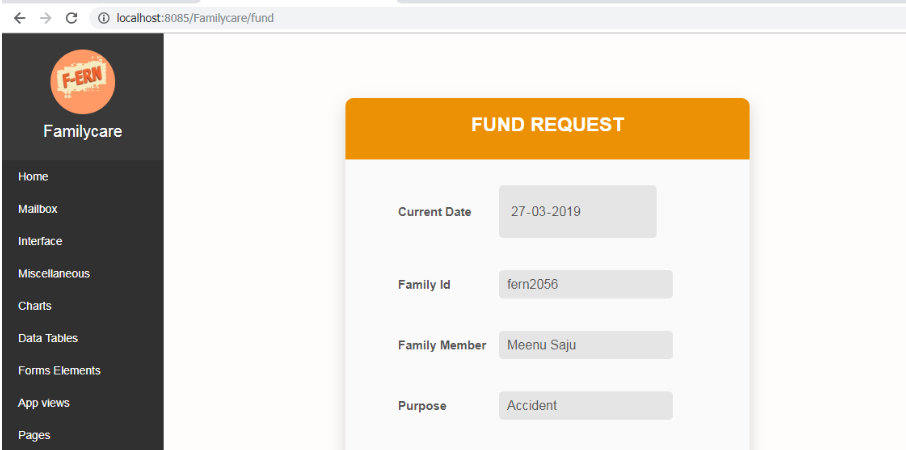 localhost:8085/Familycare/fund
F-ERN
Familycare
Home
Mailbox
Interface
Miscellaneous
Charts
Data Tables
Forms Elements
App views
Pages
FUND REQUEST
Current Date 27-03-2019
Family Id fern2056
Family Member Meenu Saju
Purpose Accident